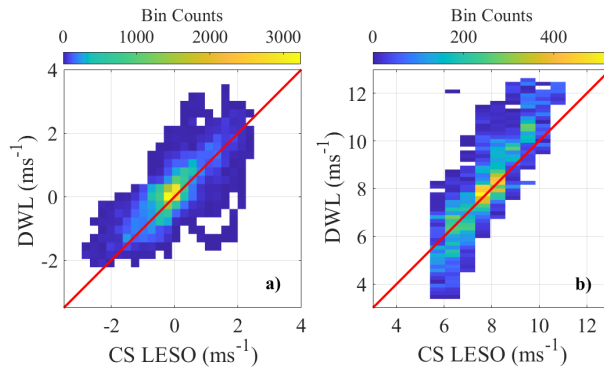 Bin Counts
0 1000 2000 3000
4
2
0
-2
DWL (ms-1)
-2 0 2 4
CS LESO (ms-1)
a)
Bin Counts
0 200 400
12
10
8
6
4
DWL (ms-1)
4 6 8 10 12
CS LESO (ms-1)
b)